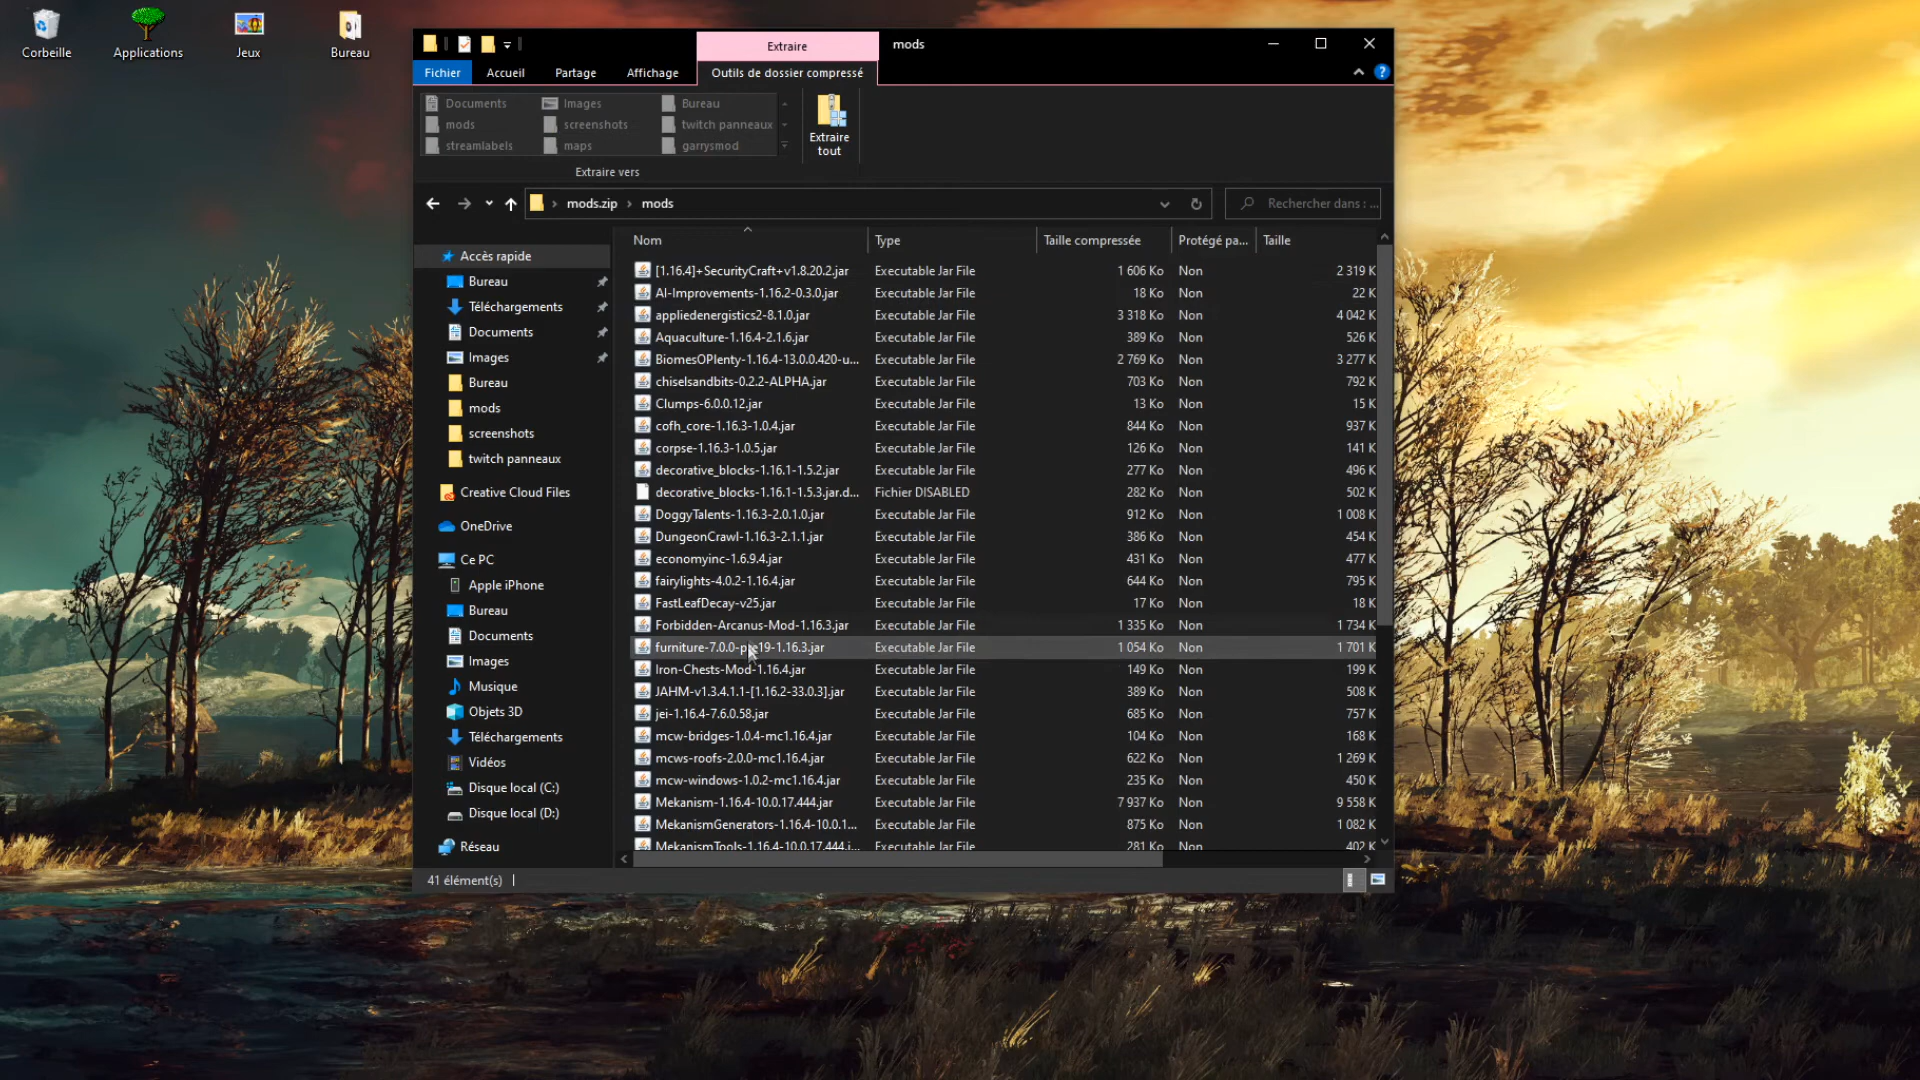 Corbeille
Applications
Jeux
Bureau
Extraire
mods
Fichier
Accueil
Partage
Affichage
Outils de dossier compressé
Documents
Images
Bureau
mods
screenshots
twitch panneaux
streamlabels
maps
garrysmod
Extraire tout
Extraire vers
mods.zip > mods
Rechercher dans : ...
Nom Type Taille compressée Protégé pa... Taille
Accès rapide
Bureau
Téléchargements
Documents
Images
Bureau
mods
screenshots
twitch panneaux
Creative Cloud Files
OneDrive
Ce PC
Apple iPhone
Bureau
Documents
Images
Musique
Objets 3D
Téléchargements
Vidéos
Disque local (C:)
Disque local (D:)
Réseau
[1.16.4]+SecurityCraft+v1.8.20.2.jar Executable Jar File 1 606 Ko Non 2 319 K
AI-Improvements-1.16.2-0.3.0.jar Executable Jar File 18 Ko Non 22 K
appliedenergistics2-8.1.0.jar Executable Jar File 3 318 Ko Non 4 042 K
Aquaculture-1.16.4-2.1.6.jar Executable Jar File 389 Ko Non 526 K
BiomesOPlenty-1.16.4-13.0.0.420-u... Executable Jar File 2 769 Ko Non 3 277 K
chiselsandbits-0.2.2-ALPHA.jar Executable Jar File 703 Ko Non 792 K
Clumps-6.0.0.12.jar Executable Jar File 13 Ko Non 15 K
cofh_core-1.16.3-1.0.4.jar Executable Jar File 844 Ko Non 937 K
corpse-1.16.3-1.0.5.jar Executable Jar File 126 Ko Non 141 K
decorative_blocks-1.16.1-1.5.2.jar Executable Jar File 277 Ko Non 496 K
decorative_blocks-1.16.1-1.5.3.jar.d... Fichier DISABLED 282 Ko Non 502 K
DoggyTalents-1.16.3-2.0.1.0.jar Executable Jar File 912 Ko Non 1 008 K
DungeonCrawl-1.16.3-2.1.1.jar Executable Jar File 386 Ko Non 454 K
economyinc-1.6.9.4.jar Executable Jar File 431 Ko Non 477 K
fairylights-4.0.2-1.16.4.jar Executable Jar File 644 Ko Non 795 K
FastLeafDecay-v25.jar Executable Jar File 17 Ko Non 18 K
Forbidden-Arcanus-Mod-1.16.3.jar Executable Jar File 1 335 Ko Non 1 734 K
furniture-7.0.0-pre19-1.16.3.jar Executable Jar File 1 054 Ko Non 1 701 K
Iron-Chests-Mod-1.16.4.jar Executable Jar File 149 Ko Non 199 K
JAHM-v1.3.4.1.1-[1.16.2-33.0.3].jar Executable Jar File 389 Ko Non 508 K
jei-1.16.4-7.6.0.58.jar Executable Jar File 685 Ko Non 757 K
mcw-bridges-1.0.4-mc1.16.4.jar Executable Jar File 104 Ko Non 168 K
mcws-roofs-2.0.0-mc1.16.4.jar Executable Jar File 622 Ko Non 1 269 K
mcw-windows-1.0.2-mc1.16.4.jar Executable Jar File 235 Ko Non 450 K
Mekanism-1.16.4-10.0.17.444.jar Executable Jar File 7 937 Ko Non 9 558 K
MekanismGenerators-1.16.4-10.0.1... Executable Jar File 875 Ko Non 1 082 K
MekanismTools-1.16.4-10.0.17.444.j... Executable Jar File 281 Ko Non 402 K
41 élément(s)